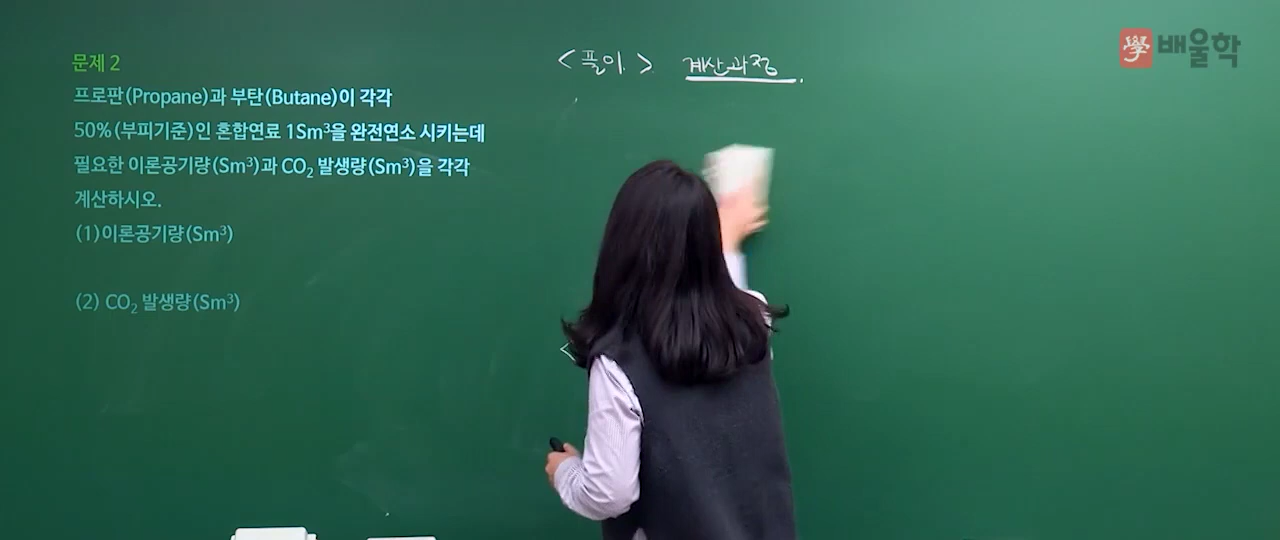 문제 2
프로판(Propane)과 부탄(Butane)이 각각
50%(부피기준)인 혼합연료 1Sm³을 완전연소 시키는데
필요한 이론공기량(Sm³)과 CO₂ 발생량(Sm³)을 각각
계산하시오.
(1)이론공기량(Sm³)
(2) CO₂ 발생량(Sm³)
<풀이> 계산과정
學 배울학